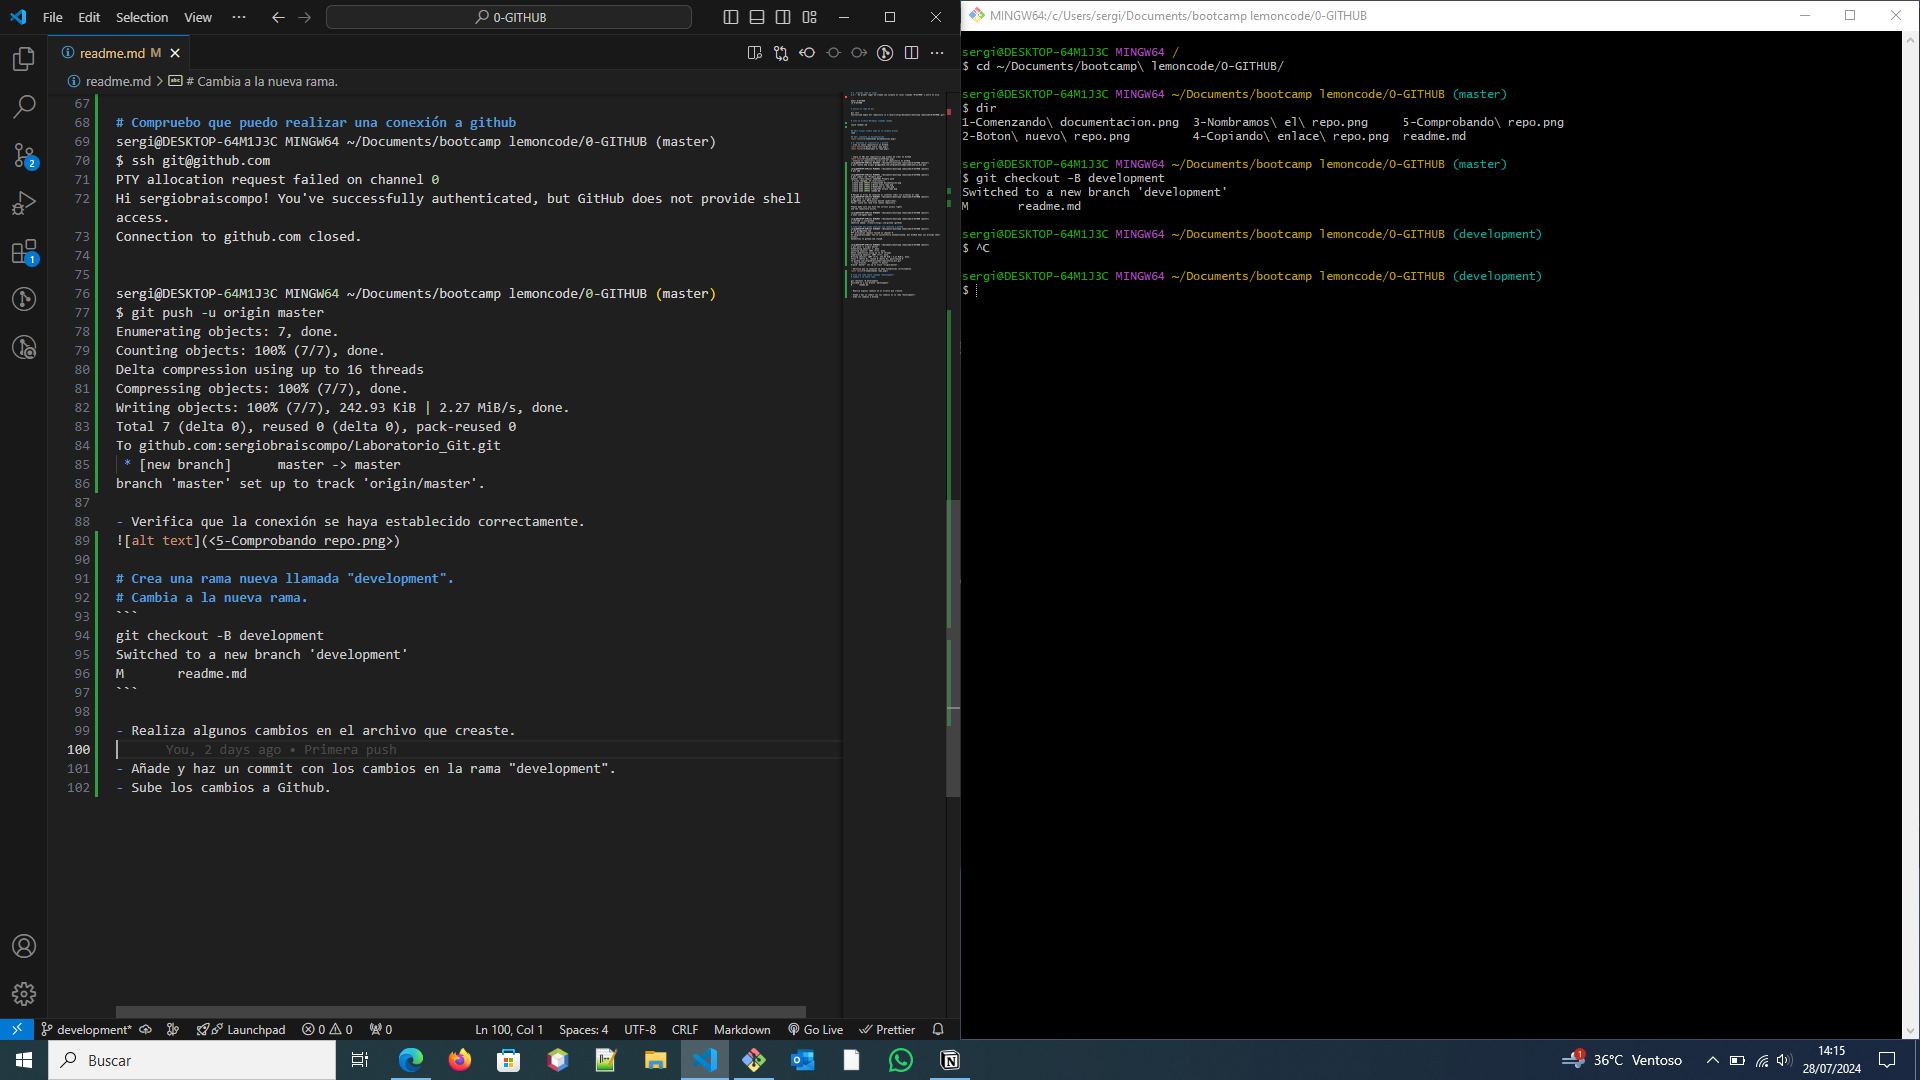 File Edit Selection View ··· 0-GITHUB
readme.md M
readme.md > # Cambia a la nueva rama.
67
68 # Compruebo que puedo realizar una conexión a github
69 sergi@DESKTOP-64M1J3C MINGW64 ~/Documents/bootcamp lemoncode/0-GITHUB (master)
70 $ ssh git@github.com
71 PTY allocation request failed on channel 0
72 Hi sergiobraiscompo! You've successfully authenticated, but GitHub does not provide shell
access.
73 Connection to github.com closed.
74
75
76 sergi@DESKTOP-64M1J3C MINGW64 ~/Documents/bootcamp lemoncode/0-GITHUB (master)
77 $ git push -u origin master
78 Enumerating objects: 7, done.
79 Counting objects: 100% (7/7), done.
80 Delta compression using up to 16 threads
81 Compressing objects: 100% (7/7), done.
82 Writing objects: 100% (7/7), 242.93 KiB | 2.27 MiB/s, done.
83 Total 7 (delta 0), reused 0 (delta 0), pack-reused 0
84 To github.com:sergiobraiscompo/Laboratorio_Git.git
85 * [new branch]      master -> master
86 branch 'master' set up to track 'origin/master'.
87
88 - Verifica que la conexión se haya establecido correctamente.
89 ![alt text](<5-Comprobando repo.png>)
90
91 # Crea una rama nueva llamada "development".
92 # Cambia a la nueva rama.
93 ```
94 git checkout -B development
95 Switched to a new branch 'development'
96 M       readme.md
97 ```
98
99 - Realiza algunos cambios en el archivo que creaste.
100 You, 2 days ago • Primera push
101 - Añade y haz un commit con los cambios en la rama "development".
102 - Sube los cambios a Github.
2
1
development* Launchpad 0 0 0 Ln 100, Col 1 Spaces: 4 UTF-8 CRLF Markdown Go Live Prettier
MINGW64:/c/Users/sergi/Documents/bootcamp lemoncode/0-GITHUB
sergi@DESKTOP-64M1J3C MINGW64 /
$ cd ~/Documents/bootcamp\ lemoncode/0-GITHUB/
sergi@DESKTOP-64M1J3C MINGW64 ~/Documents/bootcamp lemoncode/0-GITHUB (master)
$ dir
1-Comenzando\ documentacion.png  3-Nombramos\ el\ repo.png     5-Comprobando\ repo.png
2-Boton\ nuevo\ repo.png         4-Copiando\ enlace\ repo.png  readme.md
sergi@DESKTOP-64M1J3C MINGW64 ~/Documents/bootcamp lemoncode/0-GITHUB (master)
$ git checkout -B development
Switched to a new branch 'development'
M       readme.md
sergi@DESKTOP-64M1J3C MINGW64 ~/Documents/bootcamp lemoncode/0-GITHUB (development)
$ ^C
sergi@DESKTOP-64M1J3C MINGW64 ~/Documents/bootcamp lemoncode/0-GITHUB (development)
$
Buscar
1 36°C Ventoso
14:15
28/07/2024